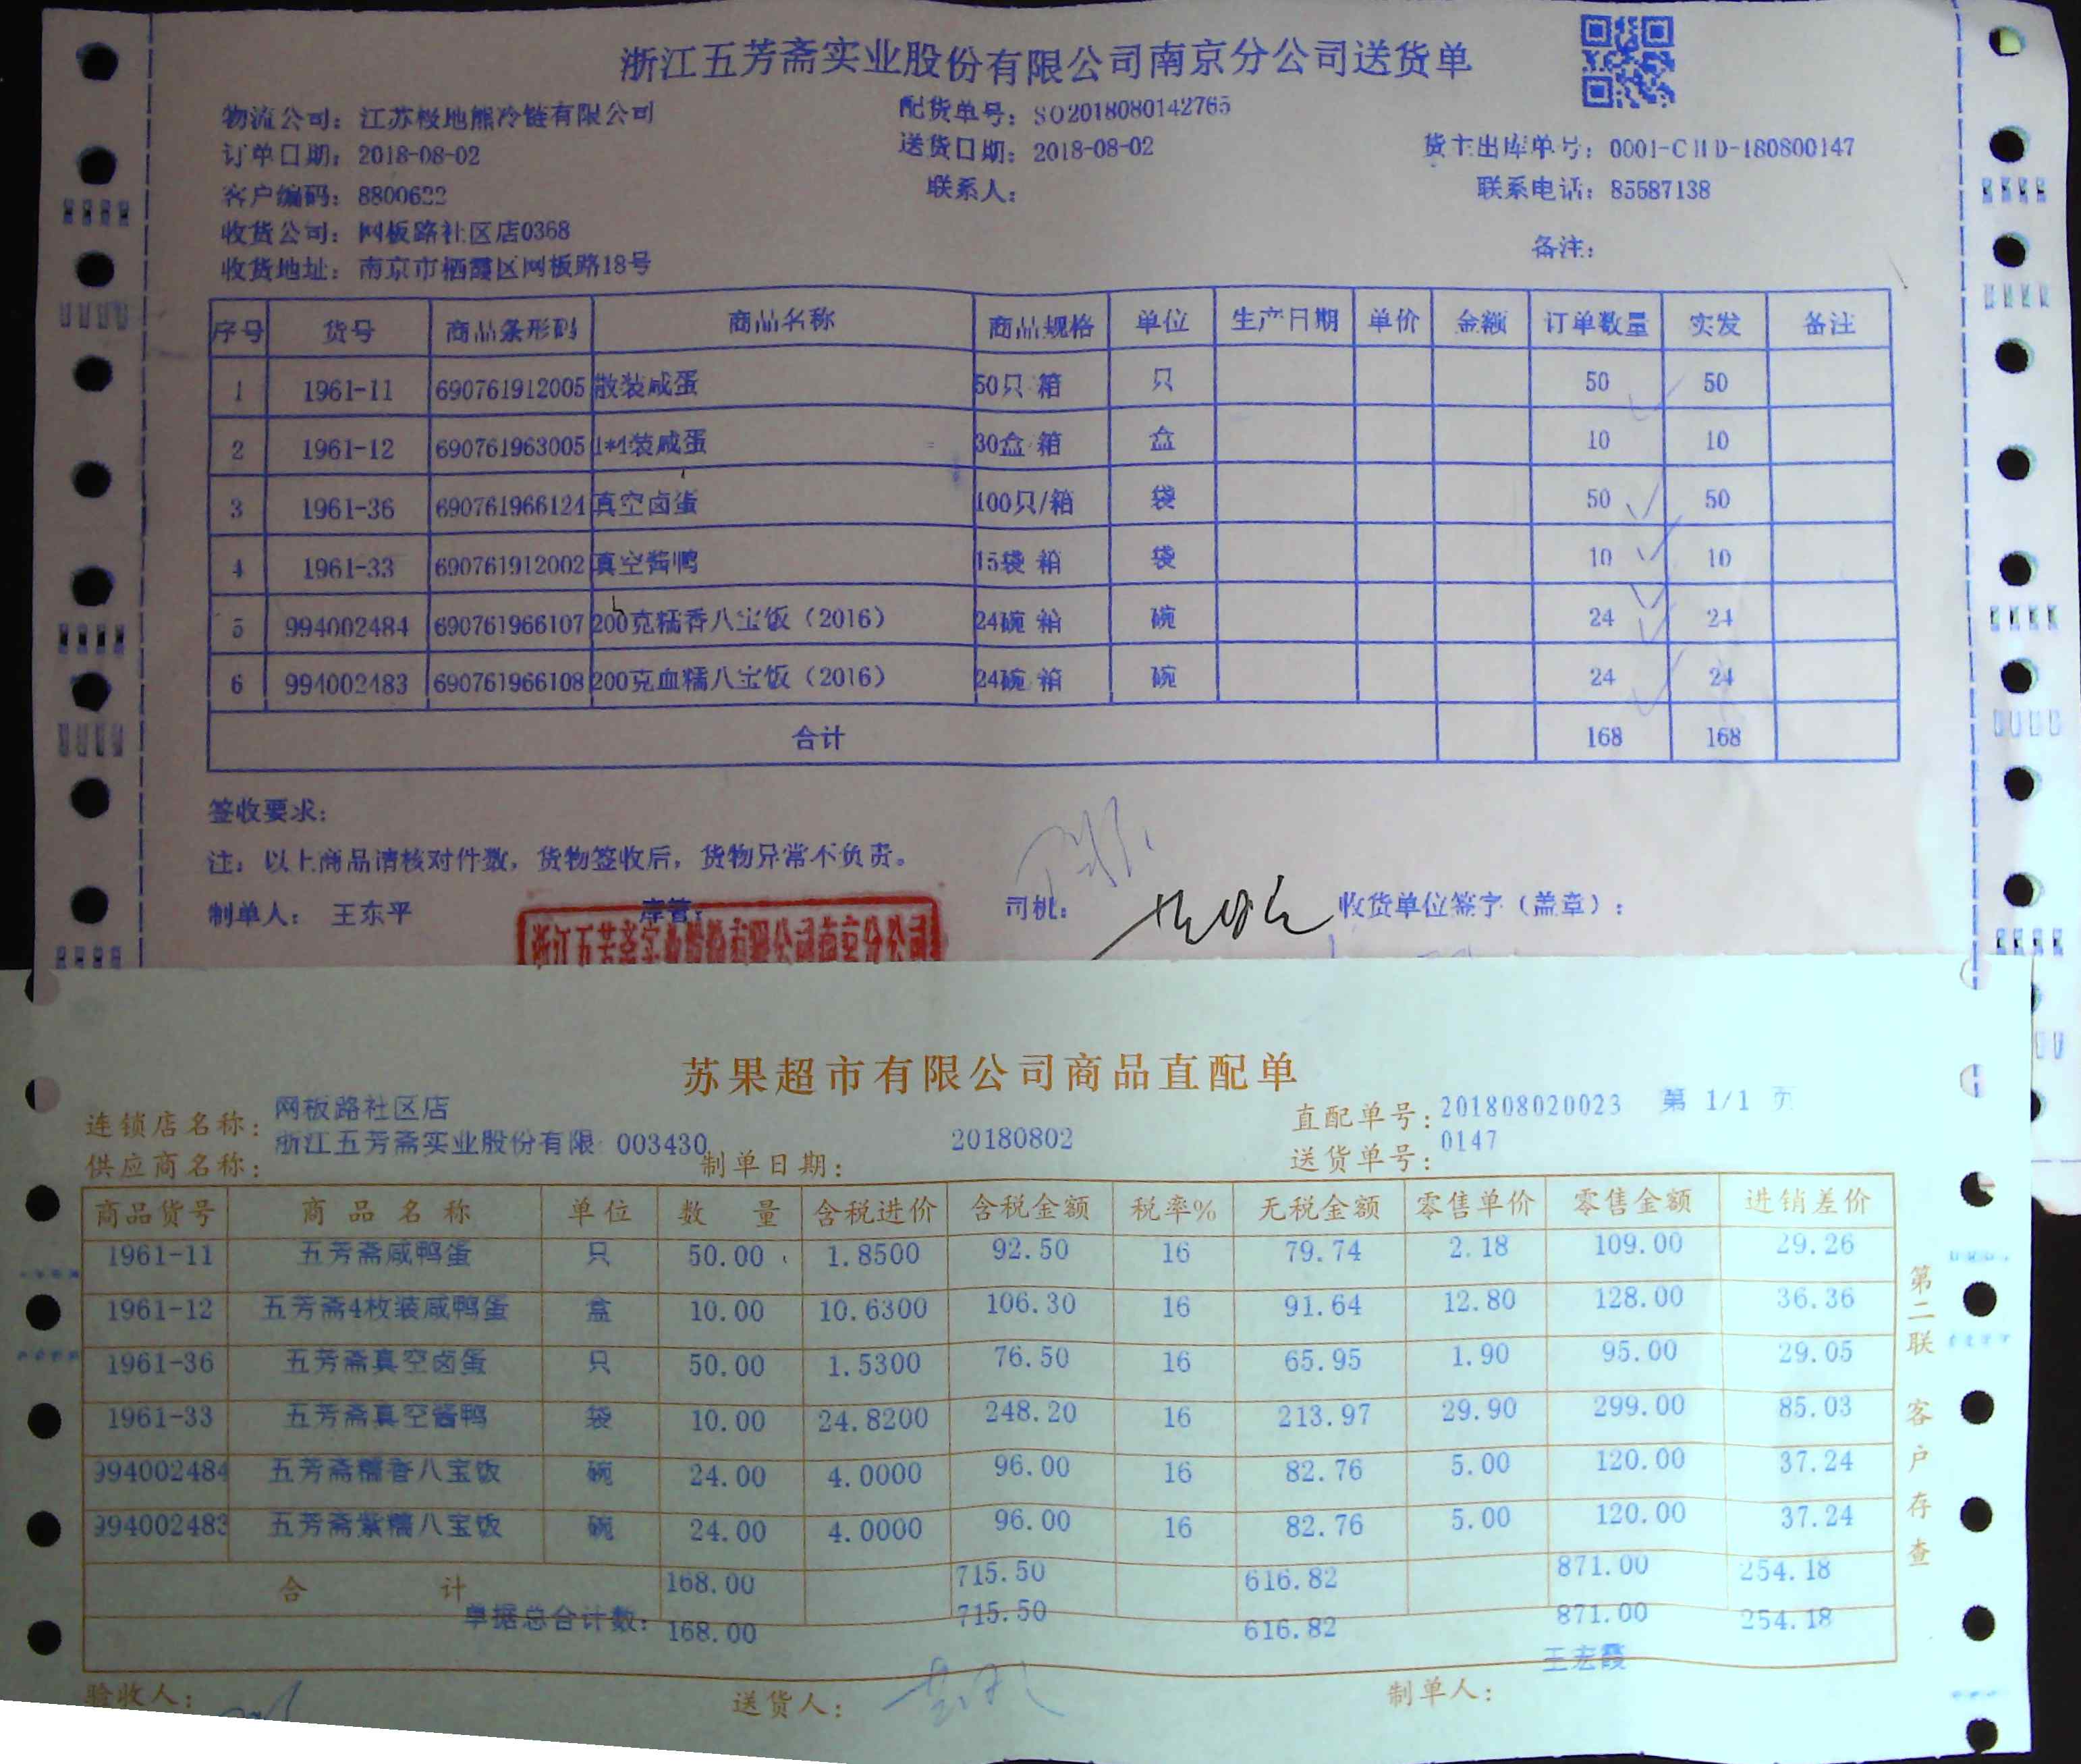 浙江五芳斋实业股份有限公司南京分公司送货单
物流公司：江苏极地熊冷链有限公司 配货单号：SO2018080142765
订单日期：2018-08-02 送货日期：2018-08-02 货主出库单号：0001-CHD-180800147
客户编码：8800622 联系人： 联系电话：85587138
收货公司：网板路社区店0368 备注：
收货地址：南京市栖霞区网板路18号
序号 货号 商品条形码 商品名称 商品规格 单位 生产日期 单价 金额 订单数量 实发 备注
1 1961-11 690761912005 散装咸蛋 50只 箱 只 50 50
2 1961-12 690761963005 1*4装咸蛋 30盒 箱 盒 10 10
3 1961-36 690761966124 真空卤蛋 100只/箱 袋 50 50
4 1961-33 690761912002 真空酱鸭 15袋 箱 袋 10 10
5 994002484 690761966107 200克糯香八宝饭（2016） 24碗 箱 碗 24 24
6 994002483 690761966108 200克血糯八宝饭（2016） 24碗 箱 碗 24 24
合计 168 168
签收要求：
注：以上商品请核对件数，货物签收后，货物异常不负责。
制单人：王东平 库管： 司机： 收货单位签字（盖章）：
浙江五芳斋实业股份有限公司南京分公司
苏果超市有限公司商品直配单
连锁店名称：网板路社区店 直配单号：201808020023 第 1/1 页
供应商名称：浙江五芳斋实业股份有限 003430 制单日期：20180802 送货单号：0147
商品货号 商品名称 单位 数量 含税进价 含税金额 税率% 无税金额 零售单价 零售金额 进销差价
1961-11 五芳斋咸鸭蛋 只 50.00 1.8500 92.50 16 79.74 2.18 109.00 29.26
1961-12 五芳斋4枚装咸鸭蛋 盒 10.00 10.6300 106.30 16 91.64 12.80 128.00 36.36
1961-36 五芳斋真空卤蛋 只 50.00 1.5300 76.50 16 65.95 1.90 95.00 29.05
1961-33 五芳斋真空酱鸭 袋 10.00 24.8200 248.20 16 213.97 29.90 299.00 85.03
994002484 五芳斋糯香八宝饭 碗 24.00 4.0000 96.00 16 82.76 5.00 120.00 37.24
994002483 五芳斋紫糯八宝饭 碗 24.00 4.0000 96.00 16 82.76 5.00 120.00 37.24
合计 168.00 715.50 616.82 871.00 254.18
单据总合计数： 168.00 715.50 616.82 871.00 254.18
王宏霞
验收人： 送货人： 制单人：
第二联 客户存查